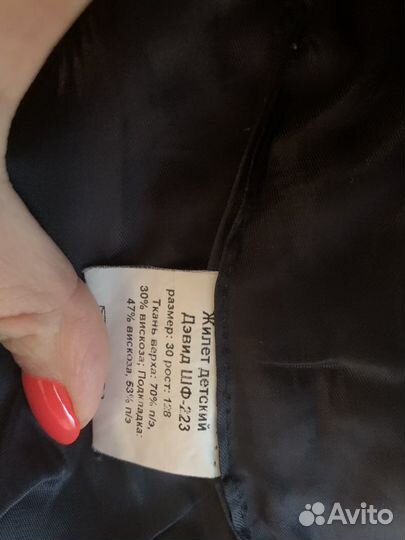 Жилет детский
Дэвид ШФ-223
размер: 30 рост: 128
Ткань верха: 70% п/э,
30% вискоза; Подкладка:
47% вискоза, 53% п/э
Avito